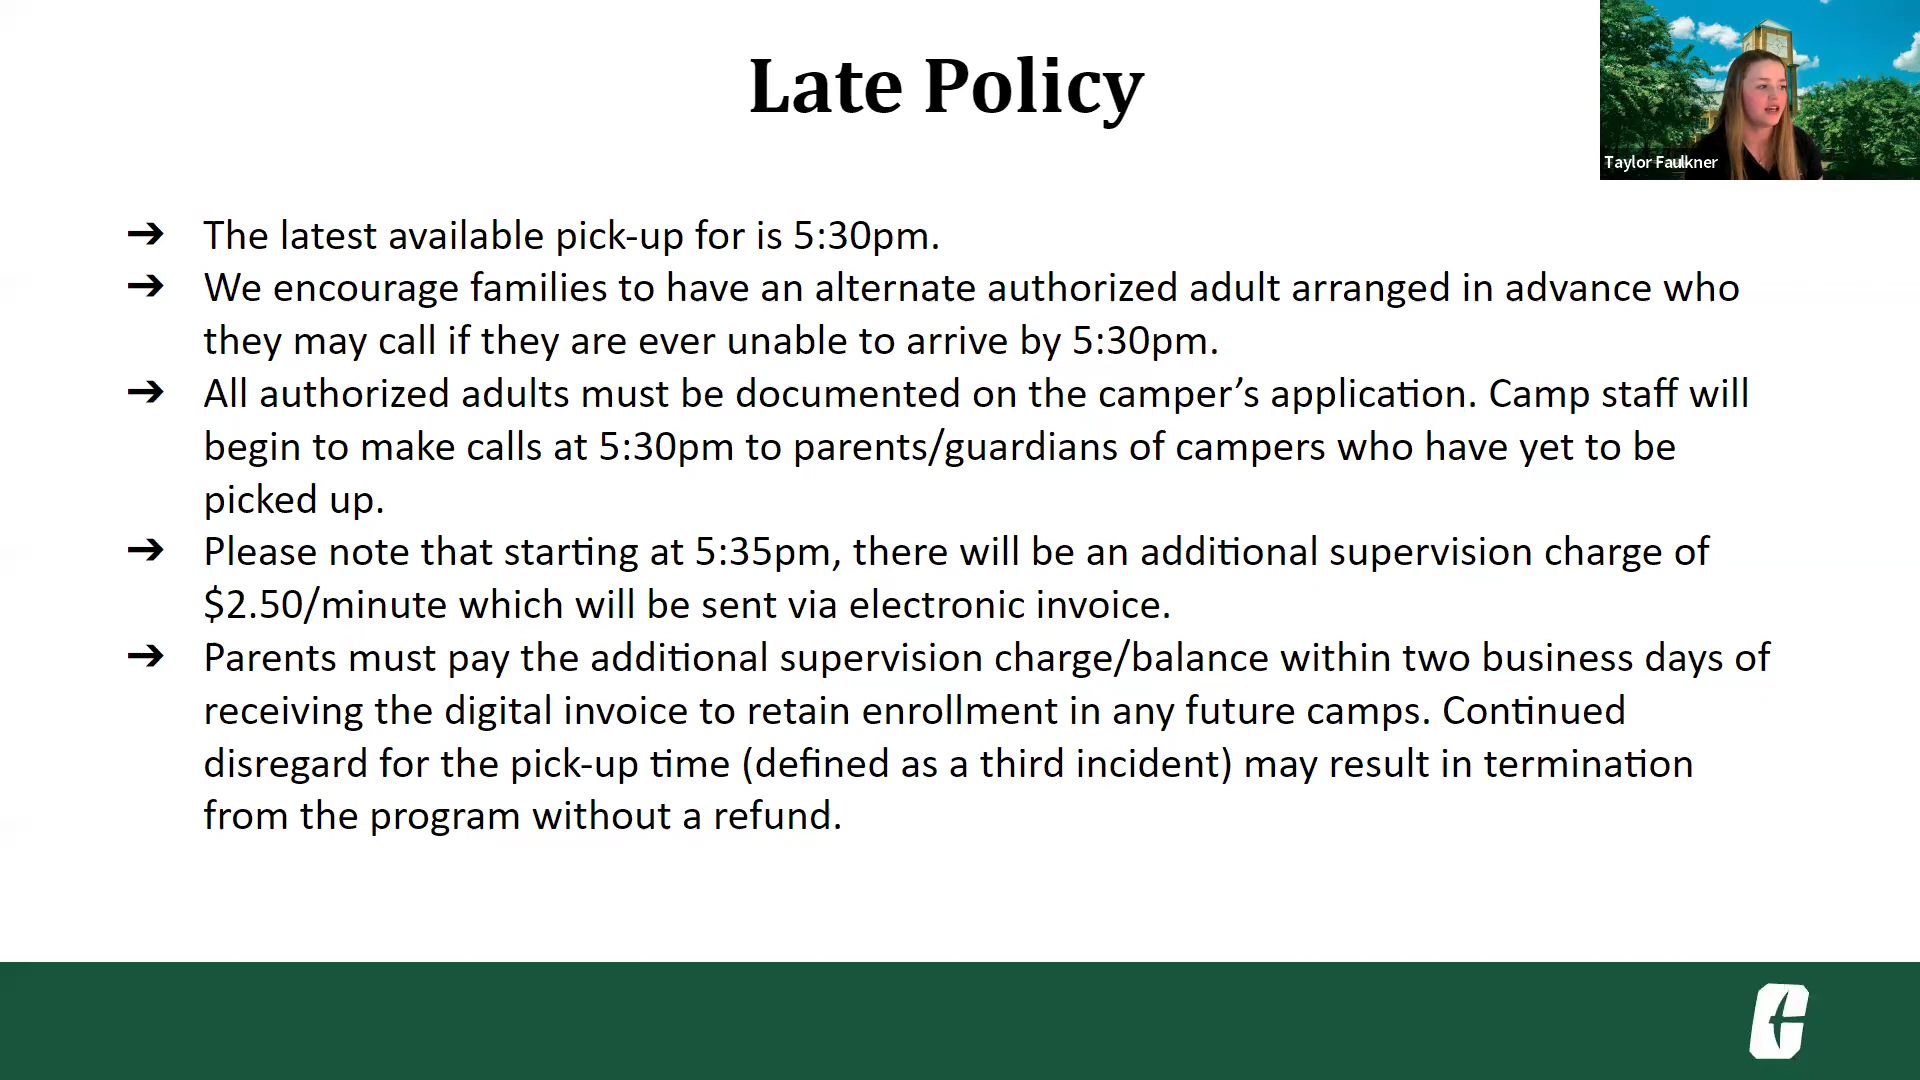 Late Policy
Taylor Faulkner
➔ The latest available pick-up for is 5:30pm.
➔ We encourage families to have an alternate authorized adult arranged in advance who
they may call if they are ever unable to arrive by 5:30pm.
➔ All authorized adults must be documented on the camper’s application. Camp staff will
begin to make calls at 5:30pm to parents/guardians of campers who have yet to be
picked up.
➔ Please note that starting at 5:35pm, there will be an additional supervision charge of
$2.50/minute which will be sent via electronic invoice.
➔ Parents must pay the additional supervision charge/balance within two business days of
receiving the digital invoice to retain enrollment in any future camps. Continued
disregard for the pick-up time (defined as a third incident) may result in termination
from the program without a refund.